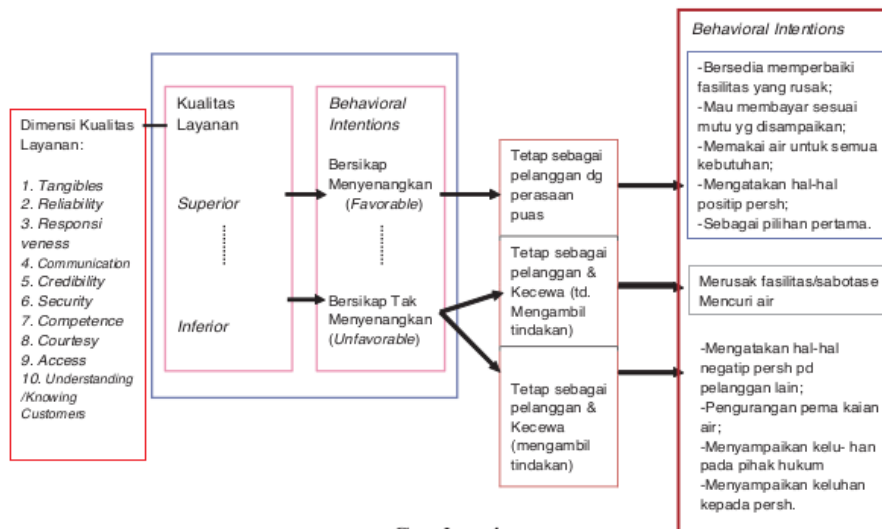 Dimensi Kualitas
Layanan:
1. Tangibles
2. Reliability
3. Responsi
veness
4. Communication
5. Credibility
6. Security
7. Competence
8. Courtesy
9. Access
10. Understanding
/Knowing
Customers
Kualitas
Layanan
Superior
Inferior
Behavioral
Intentions
Bersikap
Menyenangkan
(Favorable)
Bersikap Tak
Menyenangkan
(Unfavorable)
Tetap sebagai
pelanggan dg
perasaan
puas
Tetap sebagai
pelanggan &
Kecewa (td.
Mengambil
tindakan)
Tetap sebagai
pelanggan &
Kecewa
(mengambil
tindakan)
Behavioral Intentions
-Bersedia memperbaiki
fasilitas yang rusak;
-Mau membayar sesuai
mutu yg disampaikan;
-Memakai air untuk semua
kebutuhan;
-Mengatakan hal-hal
positip persh;
-Sebagai pilihan pertama.
Merusak fasilitas/sabotase
Mencuri air
-Mengatakan hal-hal
negatip persh pd
pelanggan lain;
-Pengurangan pema kaian
air;
-Menyampaikan kelu- han
pada pihak hukum
-Menyampaikan keluhan
kepada persh.